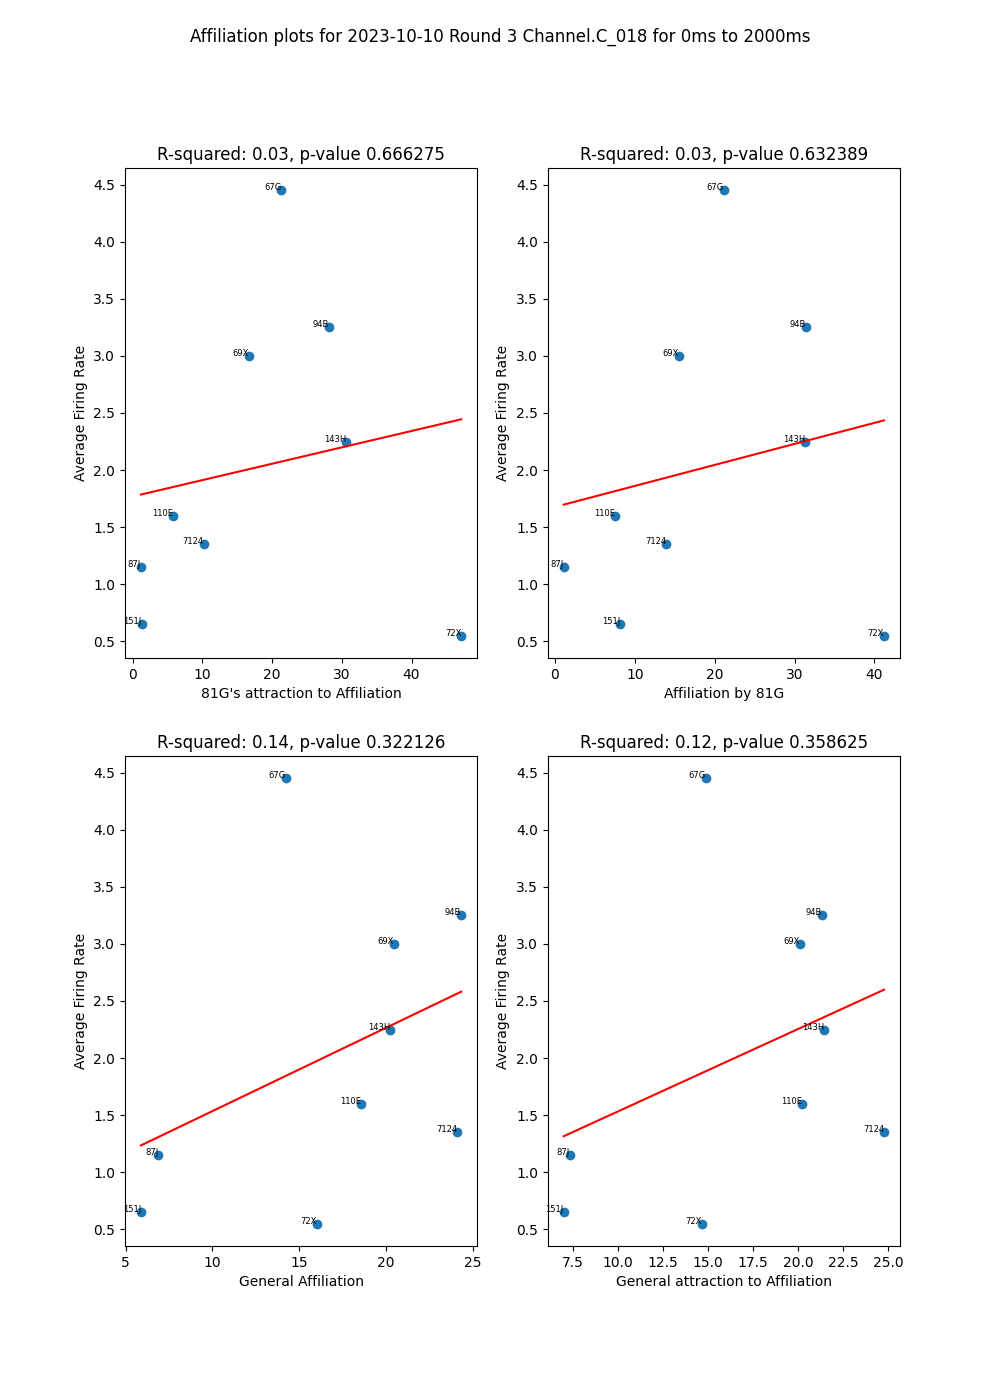 Affiliation plots for 2023-10-10 Round 3 Channel.C_018 for 0ms to 2000ms
R-squared: 0.03, p-value 0.666275
4.5
4.0
3.5
3.0
2.5
2.0
1.5
1.0
0.5
Average Firing Rate
67G
94B
69X
143H
110E
7124
87J
151J
72X
0 10 20 30 40
81G's attraction to Affiliation
R-squared: 0.03, p-value 0.632389
4.5
4.0
3.5
3.0
2.5
2.0
1.5
1.0
0.5
Average Firing Rate
67G
94B
69X
143H
110E
7124
87J
151J
72X
0 10 20 30 40
Affiliation by 81G
R-squared: 0.14, p-value 0.322126
4.5
4.0
3.5
3.0
2.5
2.0
1.5
1.0
0.5
Average Firing Rate
67G
94B
69X
143H
110E
7124
87J
151J
72X
5 10 15 20 25
General Affiliation
R-squared: 0.12, p-value 0.358625
4.5
4.0
3.5
3.0
2.5
2.0
1.5
1.0
0.5
Average Firing Rate
67G
94B
69X
143H
110E
7124
87J
151J
72X
7.5 10.0 12.5 15.0 17.5 20.0 22.5 25.0
General attraction to Affiliation